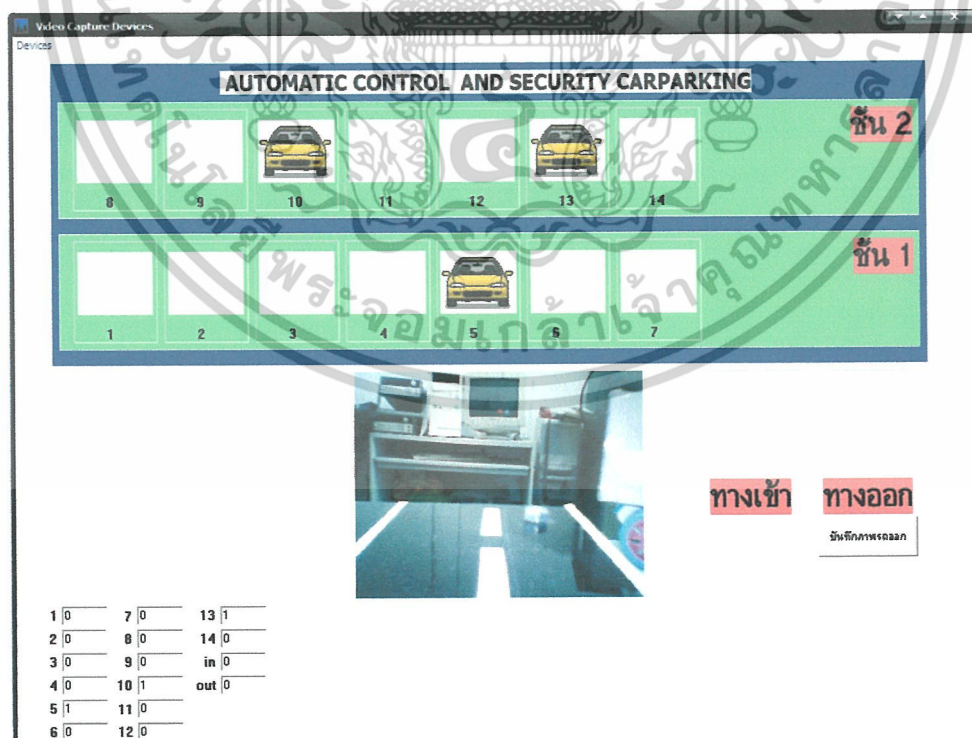 Video Capture Devices
Devices
AUTOMATIC CONTROL AND SECURITY CARPARKING
ชั้น 2
8 9 10 11 12 13 14
ชั้น 1
1 2 3 4 5 6 7
ทางเข้า ทางออก
บันทึกภาพรถออก
1 0 7 0 13 1
2 0 8 0 14 0
3 0 9 0 in 0
4 0 10 1 out 0
5 1 11 0
6 0 12 0